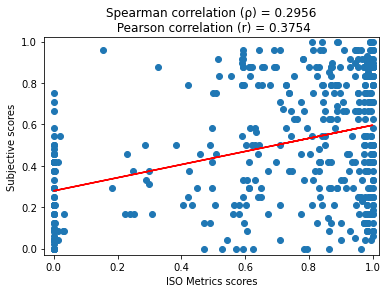 Spearman correlation (ρ) = 0.2956
Pearson correlation (r) = 0.3754
1.0
0.8
0.6
0.4
0.2
0.0
Subjective scores
0.0 0.2 0.4 0.6 0.8 1.0
ISO Metrics scores